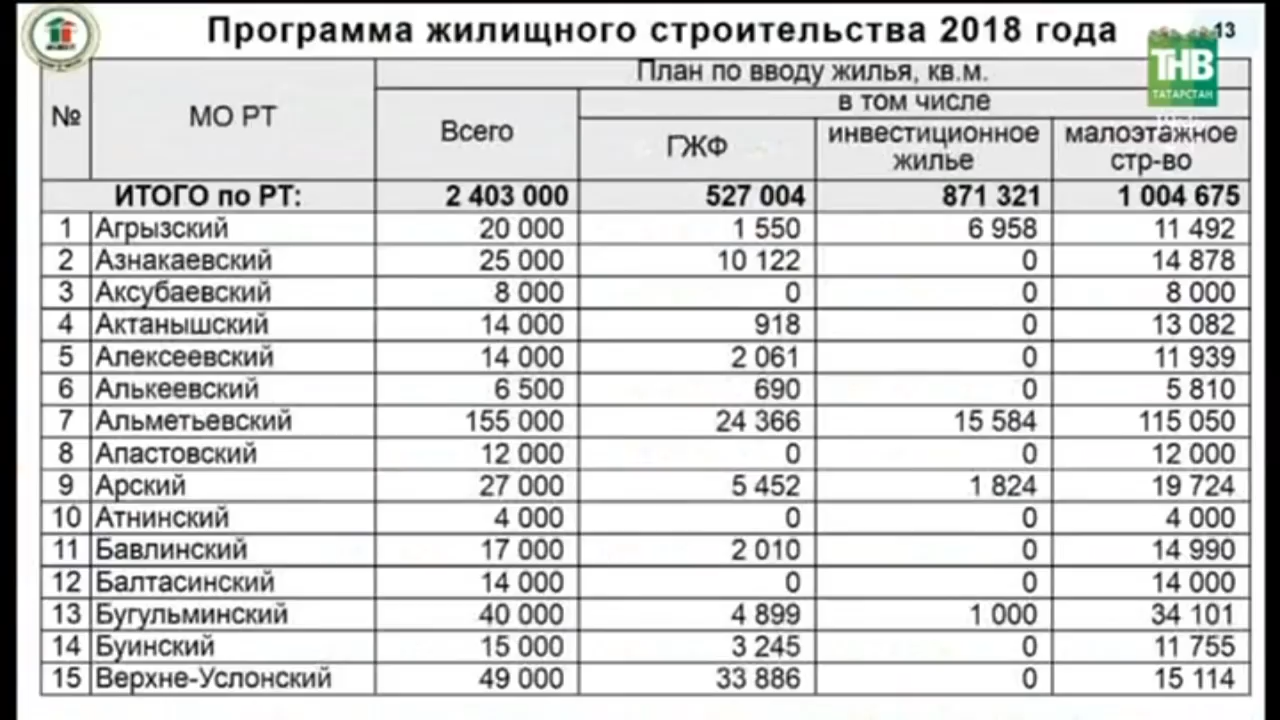 Программа жилищного строительства 2018 года
13
ТНВ
ТАТАРСТАН
№ МО РТ План по вводу жилья, кв.м.
Всего в том числе
ГЖФ инвестиционное жилье малоэтажное стр-во
ИТОГО по РТ: 2 403 000 527 004 871 321 1 004 675
1 Агрызский 20 000 1 550 6 958 11 492
2 Азнакаевский 25 000 10 122 0 14 878
3 Аксубаевский 8 000 0 0 8 000
4 Актанышский 14 000 918 0 13 082
5 Алексеевский 14 000 2 061 0 11 939
6 Алькеевский 6 500 690 0 5 810
7 Альметьевский 155 000 24 366 15 584 115 050
8 Апастовский 12 000 0 0 12 000
9 Арский 27 000 5 452 1 824 19 724
10 Атнинский 4 000 0 0 4 000
11 Бавлинский 17 000 2 010 0 14 990
12 Балтасинский 14 000 0 0 14 000
13 Бугульминский 40 000 4 899 1 000 34 101
14 Буинский 15 000 3 245 0 11 755
15 Верхне-Услонский 49 000 33 886 0 15 114